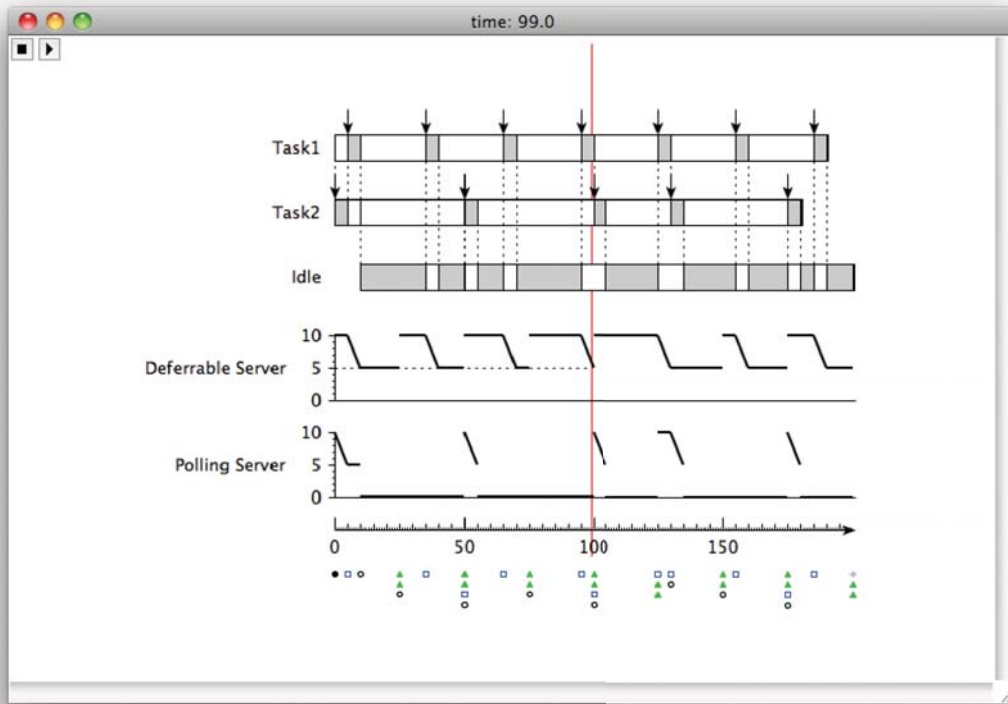 time: 99.0
Task1
Task2
Idle
10
Deferrable Server
5
0
10
Polling Server
5
0
0 50 100 150